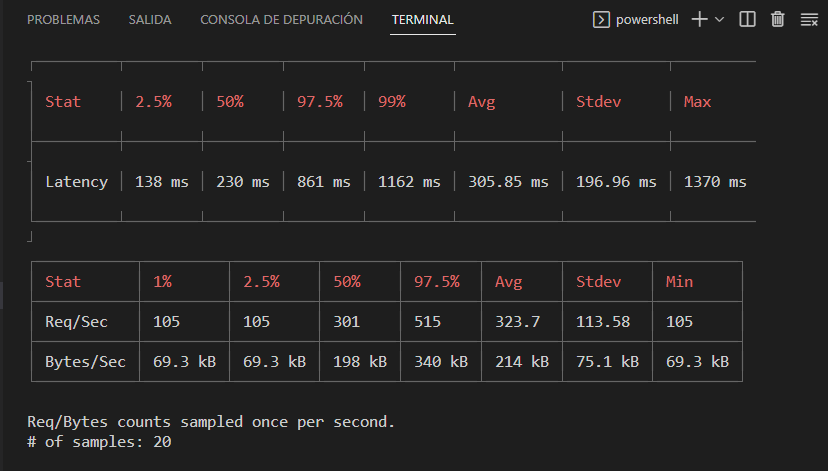 PROBLEMAS SALIDA CONSOLA DE DEPURACIÓN TERMINAL powershell
Stat 2.5% 50% 97.5% 99% Avg Stdev Max
Latency 138 ms 230 ms 861 ms 1162 ms 305.85 ms 196.96 ms 1370 ms
Stat 1% 2.5% 50% 97.5% Avg Stdev Min
Req/Sec 105 105 301 515 323.7 113.58 105
Bytes/Sec 69.3 kB 69.3 kB 198 kB 340 kB 214 kB 75.1 kB 69.3 kB
Req/Bytes counts sampled once per second.
# of samples: 20